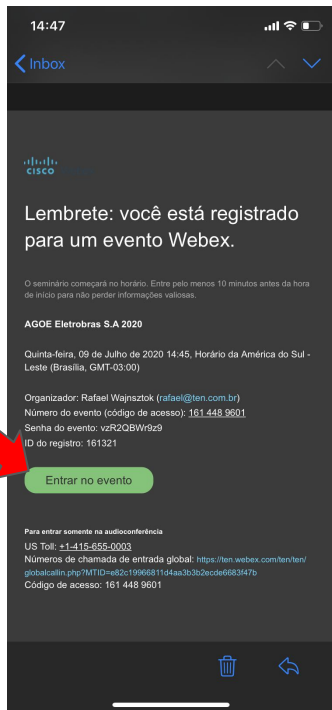 14:47
Inbox
CISCO
Lembrete: você está registrado
para um evento Webex.
O seminário começará no horário. Entre pelo menos 10 minutos antes da hora
de início para não perder informações valiosas.
AGOE Eletrobras S.A 2020
Quinta-feira, 09 de Julho de 2020 14:45, Horário da América do Sul -
Leste (Brasília, GMT-03:00)
Organizador: Rafael Wajnsztok (rafael@ten.com.br)
Número do evento (código de acesso): 161 448 9601
Senha do evento: vzR2QBWr9z9
ID do registro: 161321
Entrar no evento
Para entrar somente na audioconferência
US Toll: +1-415-655-0003
Números de chamada de entrada global: https://ten.webex.com/ten/ten/
globalcallin.php?MTID=e82c19966811d4aa3b3b2ecde6683f47b
Código de acesso: 161 448 9601